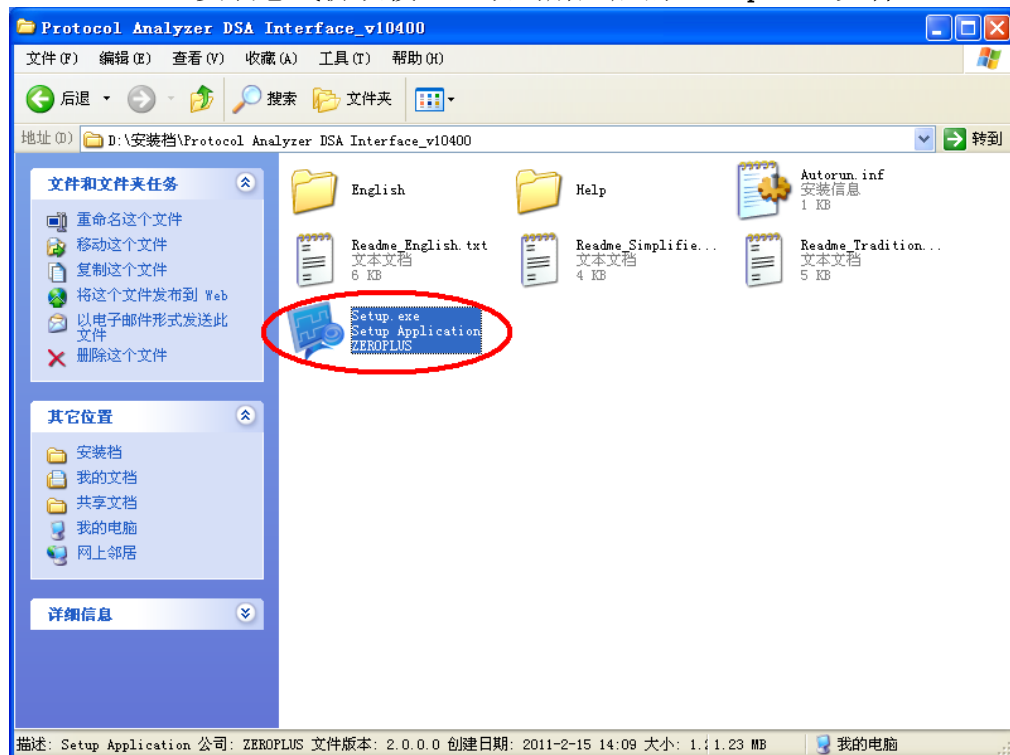 Protocol Analyzer DSA Interface_v10400
文件(F) 编辑(E) 查看(V) 收藏(A) 工具(T) 帮助(H)
后退 搜索 文件夹
地址(D) D:\安装档\Protocol Analyzer DSA Interface_v10400 转到
文件和文件夹任务
重命名这个文件
移动这个文件
复制这个文件
将这个文件发布到 Web
以电子邮件形式发送此
文件
删除这个文件
其它位置
安装档
我的文档
共享文档
我的电脑
网上邻居
详细信息
English
Help
Autorun.inf
安装信息
1 KB
Readme_English.txt
文本文档
6 KB
Readme_Simplifie...
文本文档
4 KB
Readme_Tradition...
文本文档
5 KB
Setup.exe
Setup Application
ZEROPLUS
描述: Setup Application 公司: ZEROPLUS 文件版本: 2.0.0.0 创建日期: 2011-2-15 14:09 大小: 1.23 MB 我的电脑